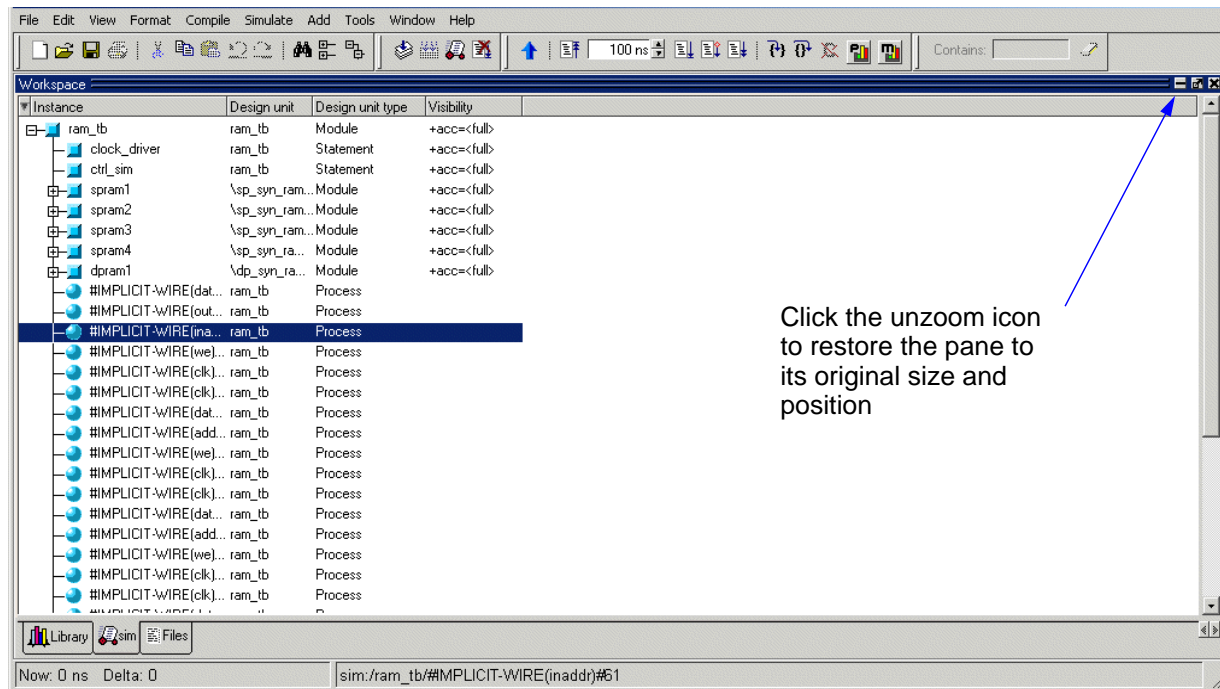 File Edit View Format Compile Simulate Add Tools Window Help
100 ns Contains:
Workspace
Instance Design unit Design unit type Visibility
ram_tb ram_tb Module +acc=<full>
clock_driver ram_tb Statement +acc=<full>
ctrl_sim ram_tb Statement +acc=<full>
spram1 \sp_syn_ram... Module +acc=<full>
spram2 \sp_syn_ram... Module +acc=<full>
spram3 \sp_syn_ram... Module +acc=<full>
spram4 \sp_syn_ra... Module +acc=<full>
dpram1 \dp_syn_ra... Module +acc=<full>
#IMPLICIT-WIRE(dat... ram_tb Process
#IMPLICIT-WIRE(out... ram_tb Process
#IMPLICIT-WIRE(ina... ram_tb Process
#IMPLICIT-WIRE(we)... ram_tb Process
#IMPLICIT-WIRE(clk)... ram_tb Process
#IMPLICIT-WIRE(clk)... ram_tb Process
#IMPLICIT-WIRE(dat... ram_tb Process
#IMPLICIT-WIRE(add... ram_tb Process
#IMPLICIT-WIRE(we)... ram_tb Process
#IMPLICIT-WIRE(clk)... ram_tb Process
#IMPLICIT-WIRE(clk)... ram_tb Process
#IMPLICIT-WIRE(dat... ram_tb Process
#IMPLICIT-WIRE(add... ram_tb Process
#IMPLICIT-WIRE(we)... ram_tb Process
#IMPLICIT-WIRE(clk)... ram_tb Process
#IMPLICIT-WIRE(clk)... ram_tb Process
Click the unzoom icon
to restore the pane to
its original size and
position
Library sim Files
Now: 0 ns Delta: 0 sim:/ram_tb/#IMPLICIT-WIRE(inaddr)#61